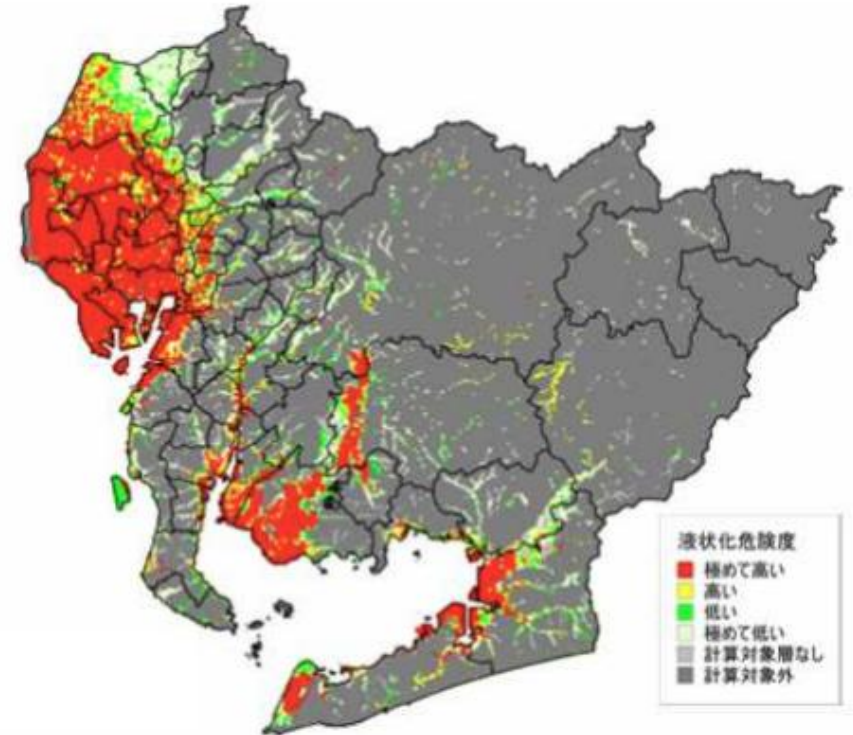 液状化危険度
極めて高い
高い
低い
極めて低い
計算対象層なし
計算対象外